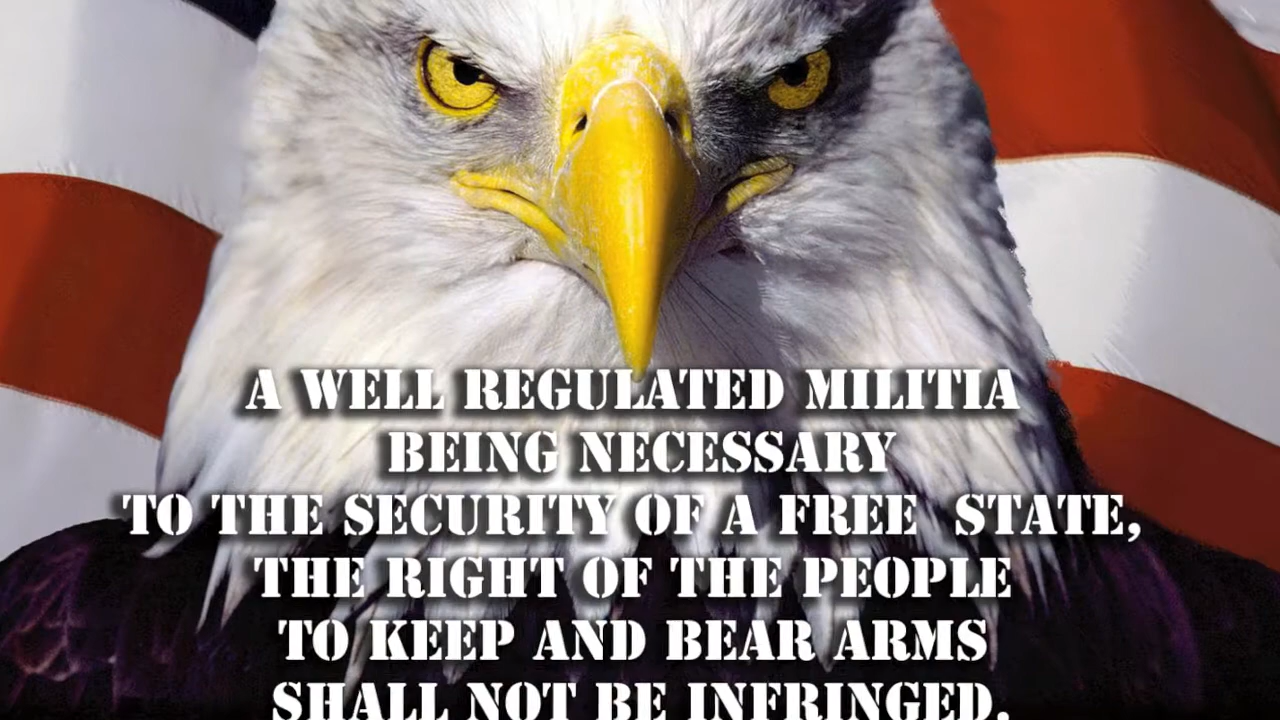 A WELL REGULATED MILITIA
BEING NECESSARY
TO THE SECURITY OF A FREE STATE,
THE RIGHT OF THE PEOPLE
TO KEEP AND BEAR ARMS
SHALL NOT BE INFRINGED.